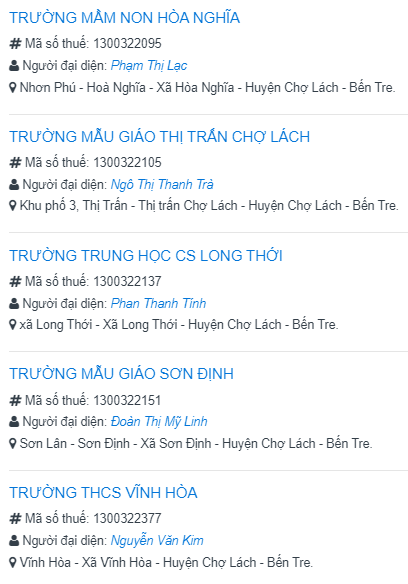 TRƯỜNG MẦM NON HÒA NGHĨA
Mã số thuế: 1300322095
Người đại diện: Phạm Thị Lạc
Nhơn Phú - Hoà Nghĩa - Xã Hòa Nghĩa - Huyện Chợ Lách - Bến Tre.
TRƯỜNG MẪU GIÁO THỊ TRẤN CHỢ LÁCH
Mã số thuế: 1300322105
Người đại diện: Ngô Thị Thanh Trà
Khu phố 3, Thị Trấn - Thị trấn Chợ Lách - Huyện Chợ Lách - Bến Tre.
TRƯỜNG TRUNG HỌC CS LONG THỚI
Mã số thuế: 1300322137
Người đại diện: Phan Thanh Tính
xã Long Thới - Xã Long Thới - Huyện Chợ Lách - Bến Tre.
TRƯỜNG MẪU GIÁO SƠN ĐỊNH
Mã số thuế: 1300322151
Người đại diện: Đoàn Thị Mỹ Linh
Sơn Lân - Sơn Định - Xã Sơn Định - Huyện Chợ Lách - Bến Tre.
TRƯỜNG THCS VĨNH HÒA
Mã số thuế: 1300322377
Người đại diện: Nguyễn Văn Kim
Vĩnh Hòa - Xã Vĩnh Hòa - Huyện Chợ Lách - Bến Tre.